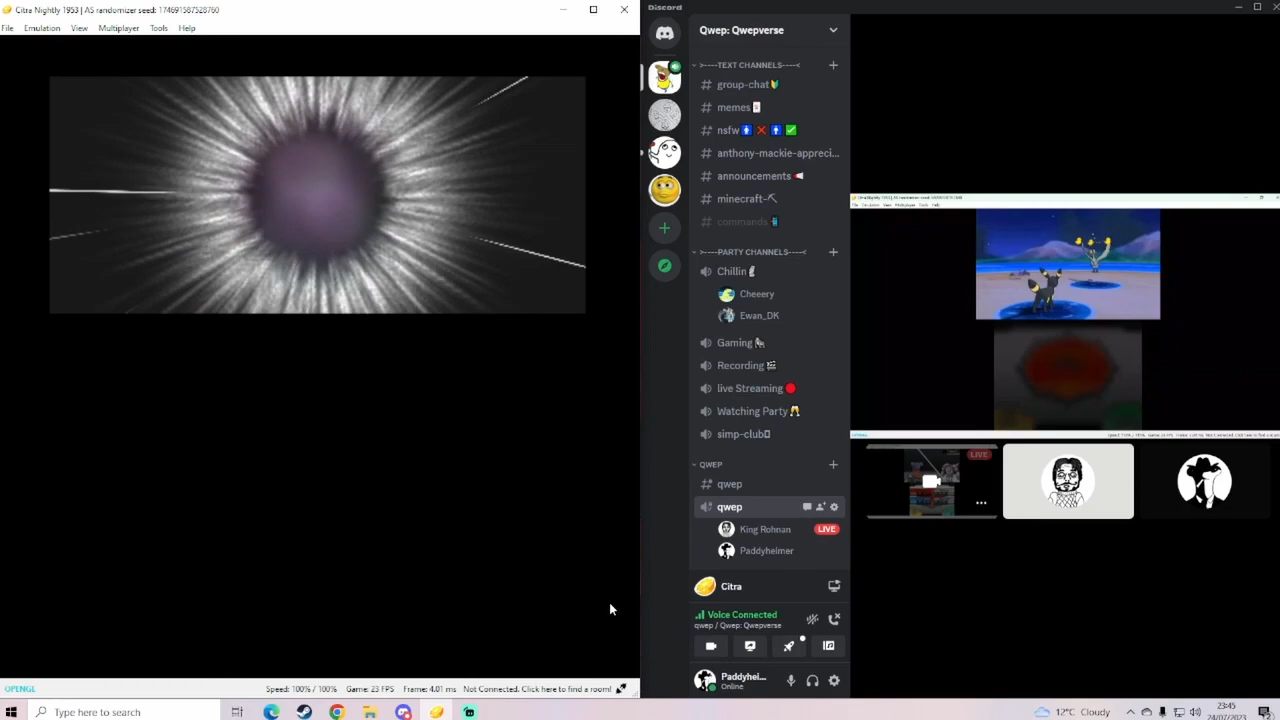 Citra Nightly 1953 | AS randomizer seed: 174691587528760
File Emulation View Multiplayer Tools Help
OPENGL
Speed: 100% / 100% Game: 23 FPS Frame: 4.01 ms Not Connected. Click here to find a room!
Discord
Qwep: Qwepverse
>----TEXT CHANNELS----<
group-chat
memes
nsfw
anthony-mackie-appreci...
announcements
minecraft-
commands
>----PARTY CHANNELS----<
Chillin
Cheeery
Ewan_DK
Gaming
Recording
live Streaming
Watching Party
simp-club
QWEP
qwep
qwep
King Rohnan LIVE
Paddyheimer
Citra
Voice Connected
qwep / Qwep: Qwepverse
Paddyhei...
Online
LIVE
Type here to search
12°C Cloudy
23:45
24/07/2023